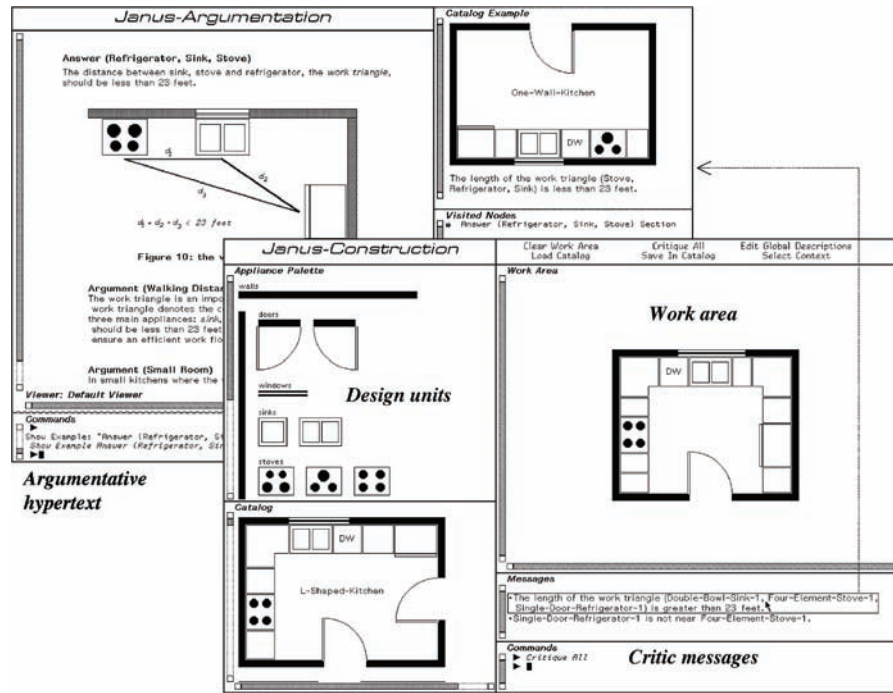 Janus-Argumentation
Answer (Refrigerator, Sink, Stove)
The distance between sink, stove and refrigerator, the work triangle,
should be less than 23 feet.
d1
d2
d3
d1 + d2 + d3 < 23 feet
Figure 10: the w
Argument (Walking Distan
The work triangle is an impo
work triangle denotes the c
three main appliances: sink,
should be less than 23 feet
ensure an efficient work flo
Argument (Small Room)
In small kitchens where the
Viewer: Default Viewer
Commands
Show Example: "Answer (Refrigerator, Si
Show Example Answer (Refrigerator, Sin
Argumentative
hypertext
Catalog Example
One-Wall-Kitchen
DW
The length of the work triangle (Stove,
Refrigerator, Sink) is less than 23 feet.
Visited Nodes
Answer (Refrigerator, Stove, Sink) Section
Janus-Construction
Clear Work Area
Critique All
Edit Global Descriptions
Load Catalog
Save In Catalog
Select Context
Appliance Palette
walls
doors
windows
sinks
stoves
Design units
Work Area
Work area
DW
Catalog
DW
L-Shaped-Kitchen
Messages
•The length of the work triangle (Double-Bowl-Sink-1, Four-Element-Stove-1,
Single-Door-Refrigerator-1) is greater than 23 feet.
•Single-Door-Refrigerator-1 is not near Four-Element-Stove-1.
Commands
Critique All
Critic messages